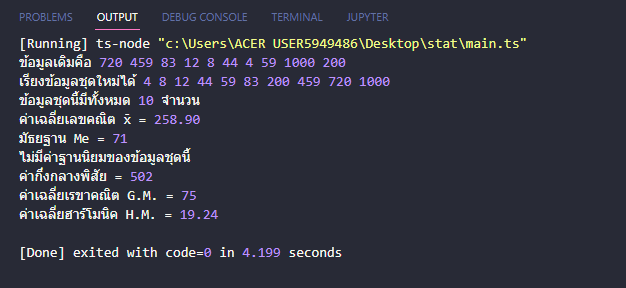 PROBLEMS OUTPUT DEBUG CONSOLE TERMINAL JUPYTER
[Running] ts-node "c:\Users\ACER USER5949486\Desktop\stat\main.ts"
ข้อมูลเดิมคือ 720 459 83 12 8 44 4 59 1000 200
เรียงข้อมูลชุดใหม่ได้ 4 8 12 44 59 83 200 459 720 1000
ข้อมูลชุดนี้มีทั้งหมด 10 จำนวน
ค่าเฉลี่ยเลขคณิต x̄ = 258.90
มัธยฐาน Me = 71
ไม่มีค่าฐานนิยมของข้อมูลชุดนี้
ค่ากึ่งกลางพิสัย = 502
ค่าเฉลี่ยเรขาคณิต G.M. = 75
ค่าเฉลี่ยฮาร์โมนิค H.M. = 19.24
[Done] exited with code=0 in 4.199 seconds